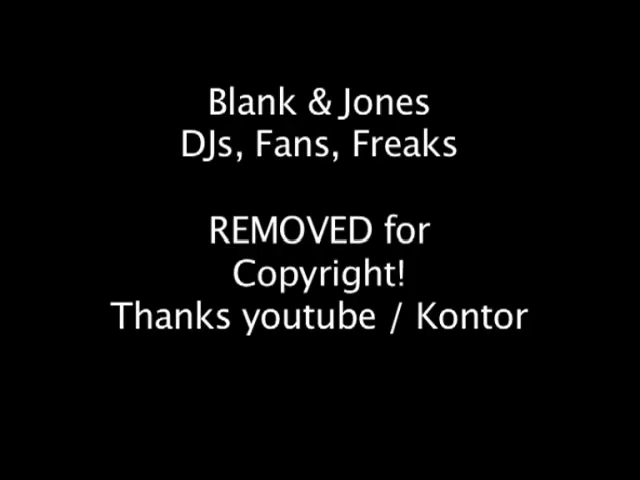 Blank & Jones
DJs, Fans, Freaks
REMOVED for
Copyright!
Thanks youtube / Kontor